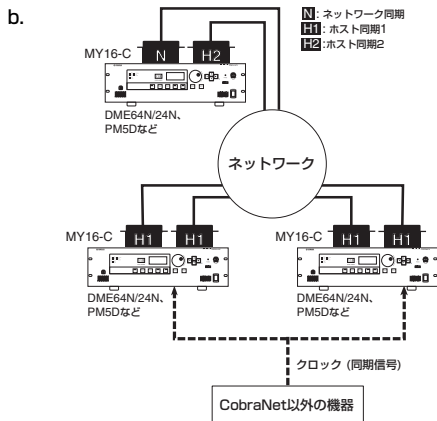 b.
N : ネットワーク同期
H1 : ホスト同期1
H2 : ホスト同期2
MY16-C
N
H2
DME64N/24N、
PM5Dなど
ネットワーク
MY16-C
H1
H1
DME64N/24N、
PM5Dなど
MY16-C
H1
H1
DME64N/24N、
PM5Dなど
クロック (同期信号)
CobraNet以外の機器